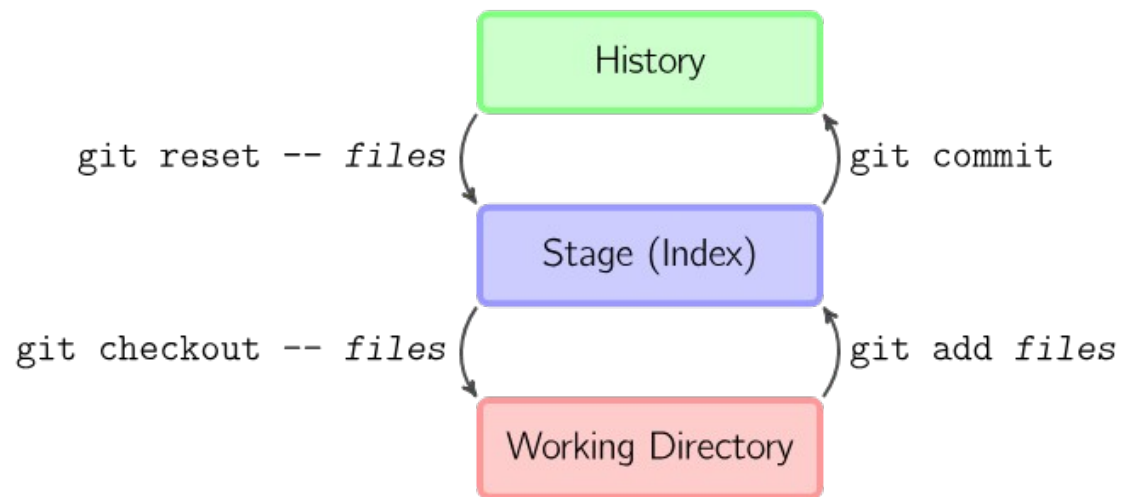 History
git reset -- files
git commit
Stage (Index)
git checkout -- files
git add files
Working Directory